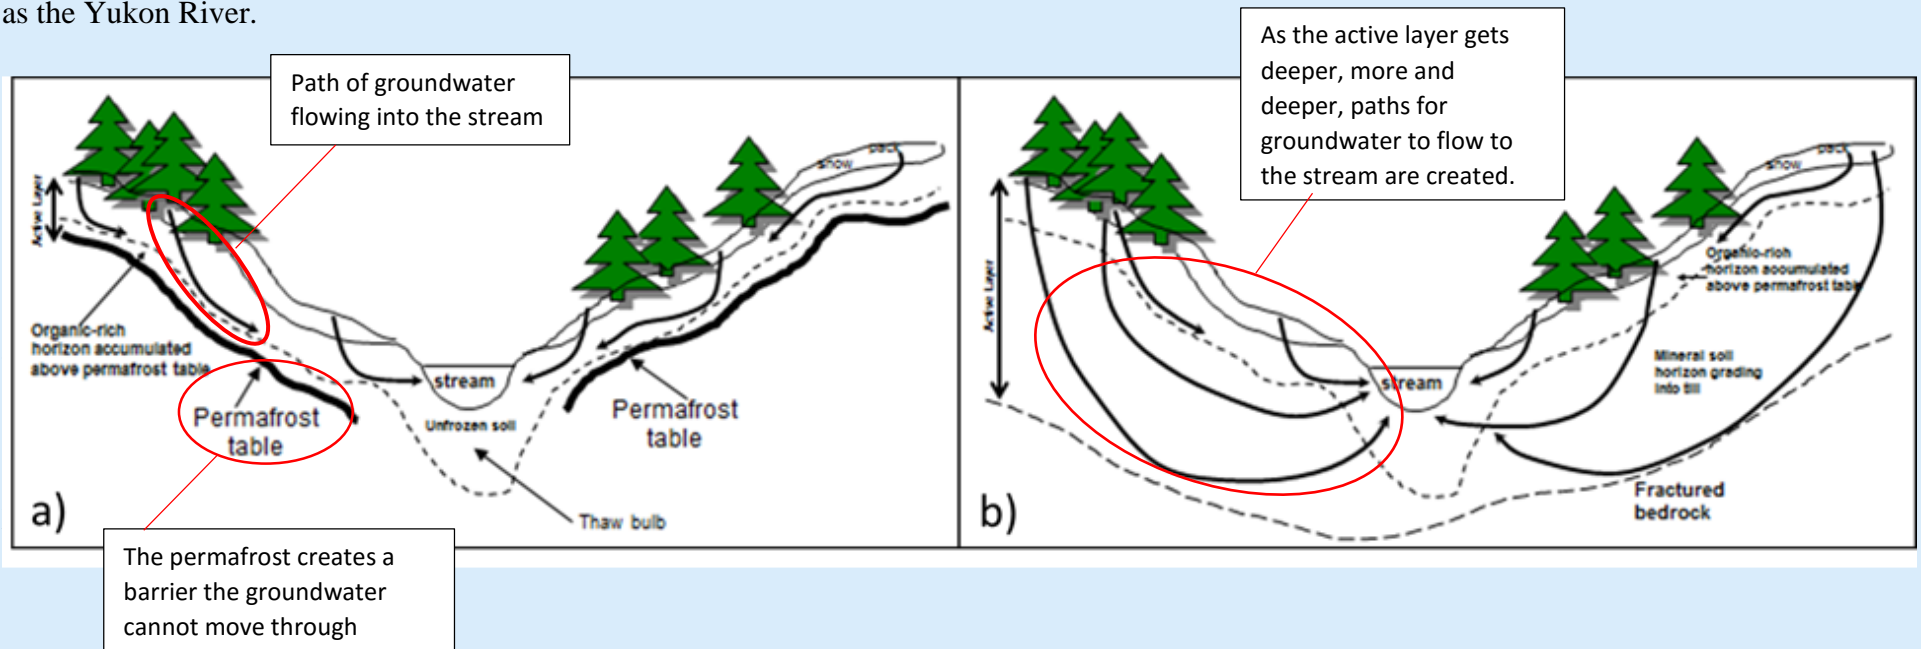 as the Yukon River.
Path of groundwater
flowing into the stream
As the active layer gets
deeper, more and
deeper, paths for
groundwater to flow to
the stream are created.
Active Layer
snow pack
Organic-rich
horizon accumulated
above permafrost table
Permafrost
table
stream
Unfrozen soil
Thaw bulb
Permafrost
table
a)
The permafrost creates a
barrier the groundwater
cannot move through
Active Layer
snow pack
Organic-rich
horizon accumulated
above permafrost table
Mineral soil
horizon grading
into till
stream
Fractured
bedrock
b)